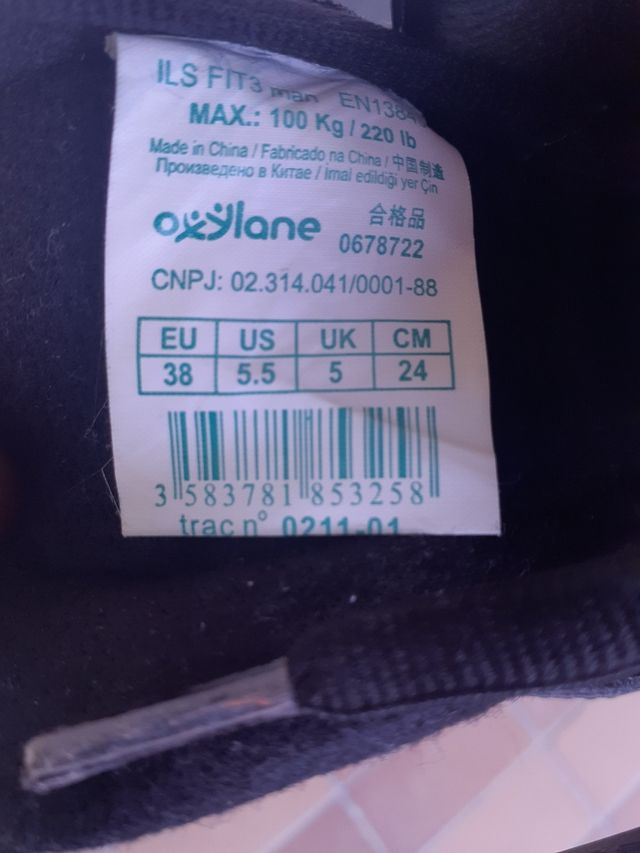 ILS FIT3 man EN1384
MAX.: 100 Kg / 220 lb
Made in China / Fabricado na China / 中国制造
Произведено в Китае / Imal edildiği yer Çin
oxylane 合格品
0678722
CNPJ: 02.314.041/0001-88
EU US UK CM
38 5.5 5 24
3 583781 853258
trac n° 0211-01